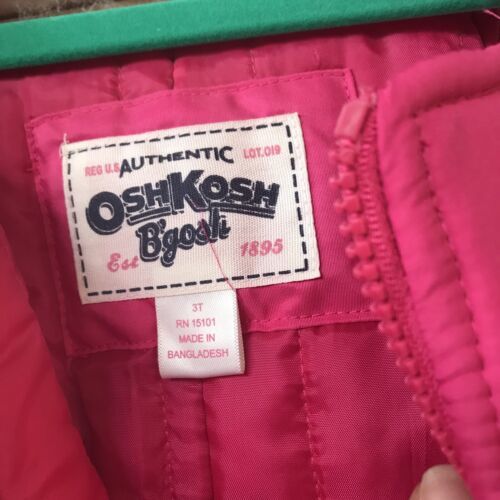 REG U.S. AUTHENTIC LOT.019
OSHKOSH
B'gosh
Est 1895
3T
RN 15101
MADE IN
BANGLADESH